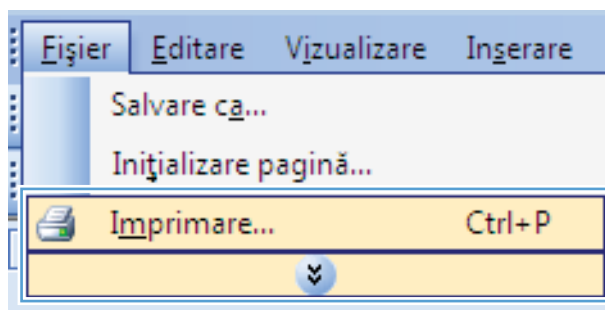 Fişier Editare Vizualizare Inserare
Salvare ca...
Iniţializare pagină...
Imprimare... Ctrl+P